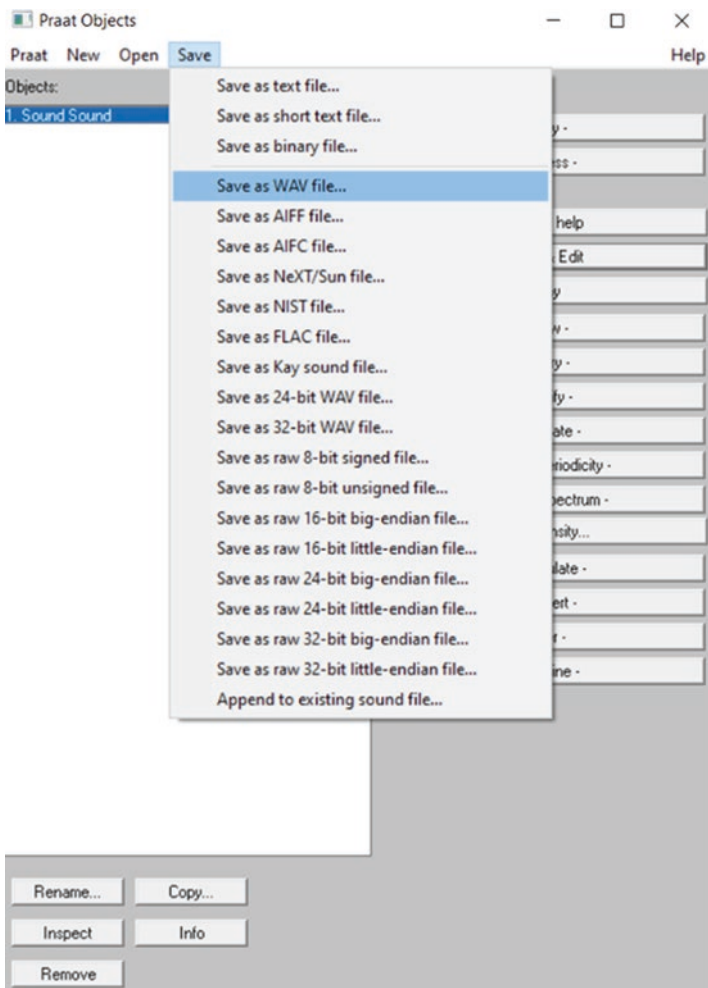 Praat Objects
Praat New Open Save Help
Objects:
1. Sound Sound
Save as text file...
Save as short text file...
Save as binary file...
Save as WAV file...
Save as AIFF file...
Save as AIFC file...
Save as NeXT/Sun file...
Save as NIST file...
Save as FLAC file...
Save as Kay sound file...
Save as 24-bit WAV file...
Save as 32-bit WAV file...
Save as raw 8-bit signed file...
Save as raw 8-bit unsigned file...
Save as raw 16-bit big-endian file...
Save as raw 16-bit little-endian file...
Save as raw 24-bit big-endian file...
Save as raw 24-bit little-endian file...
Save as raw 32-bit big-endian file...
Save as raw 32-bit little-endian file...
Append to existing sound file...
help
Edit
Rename... Copy...
Inspect Info
Remove